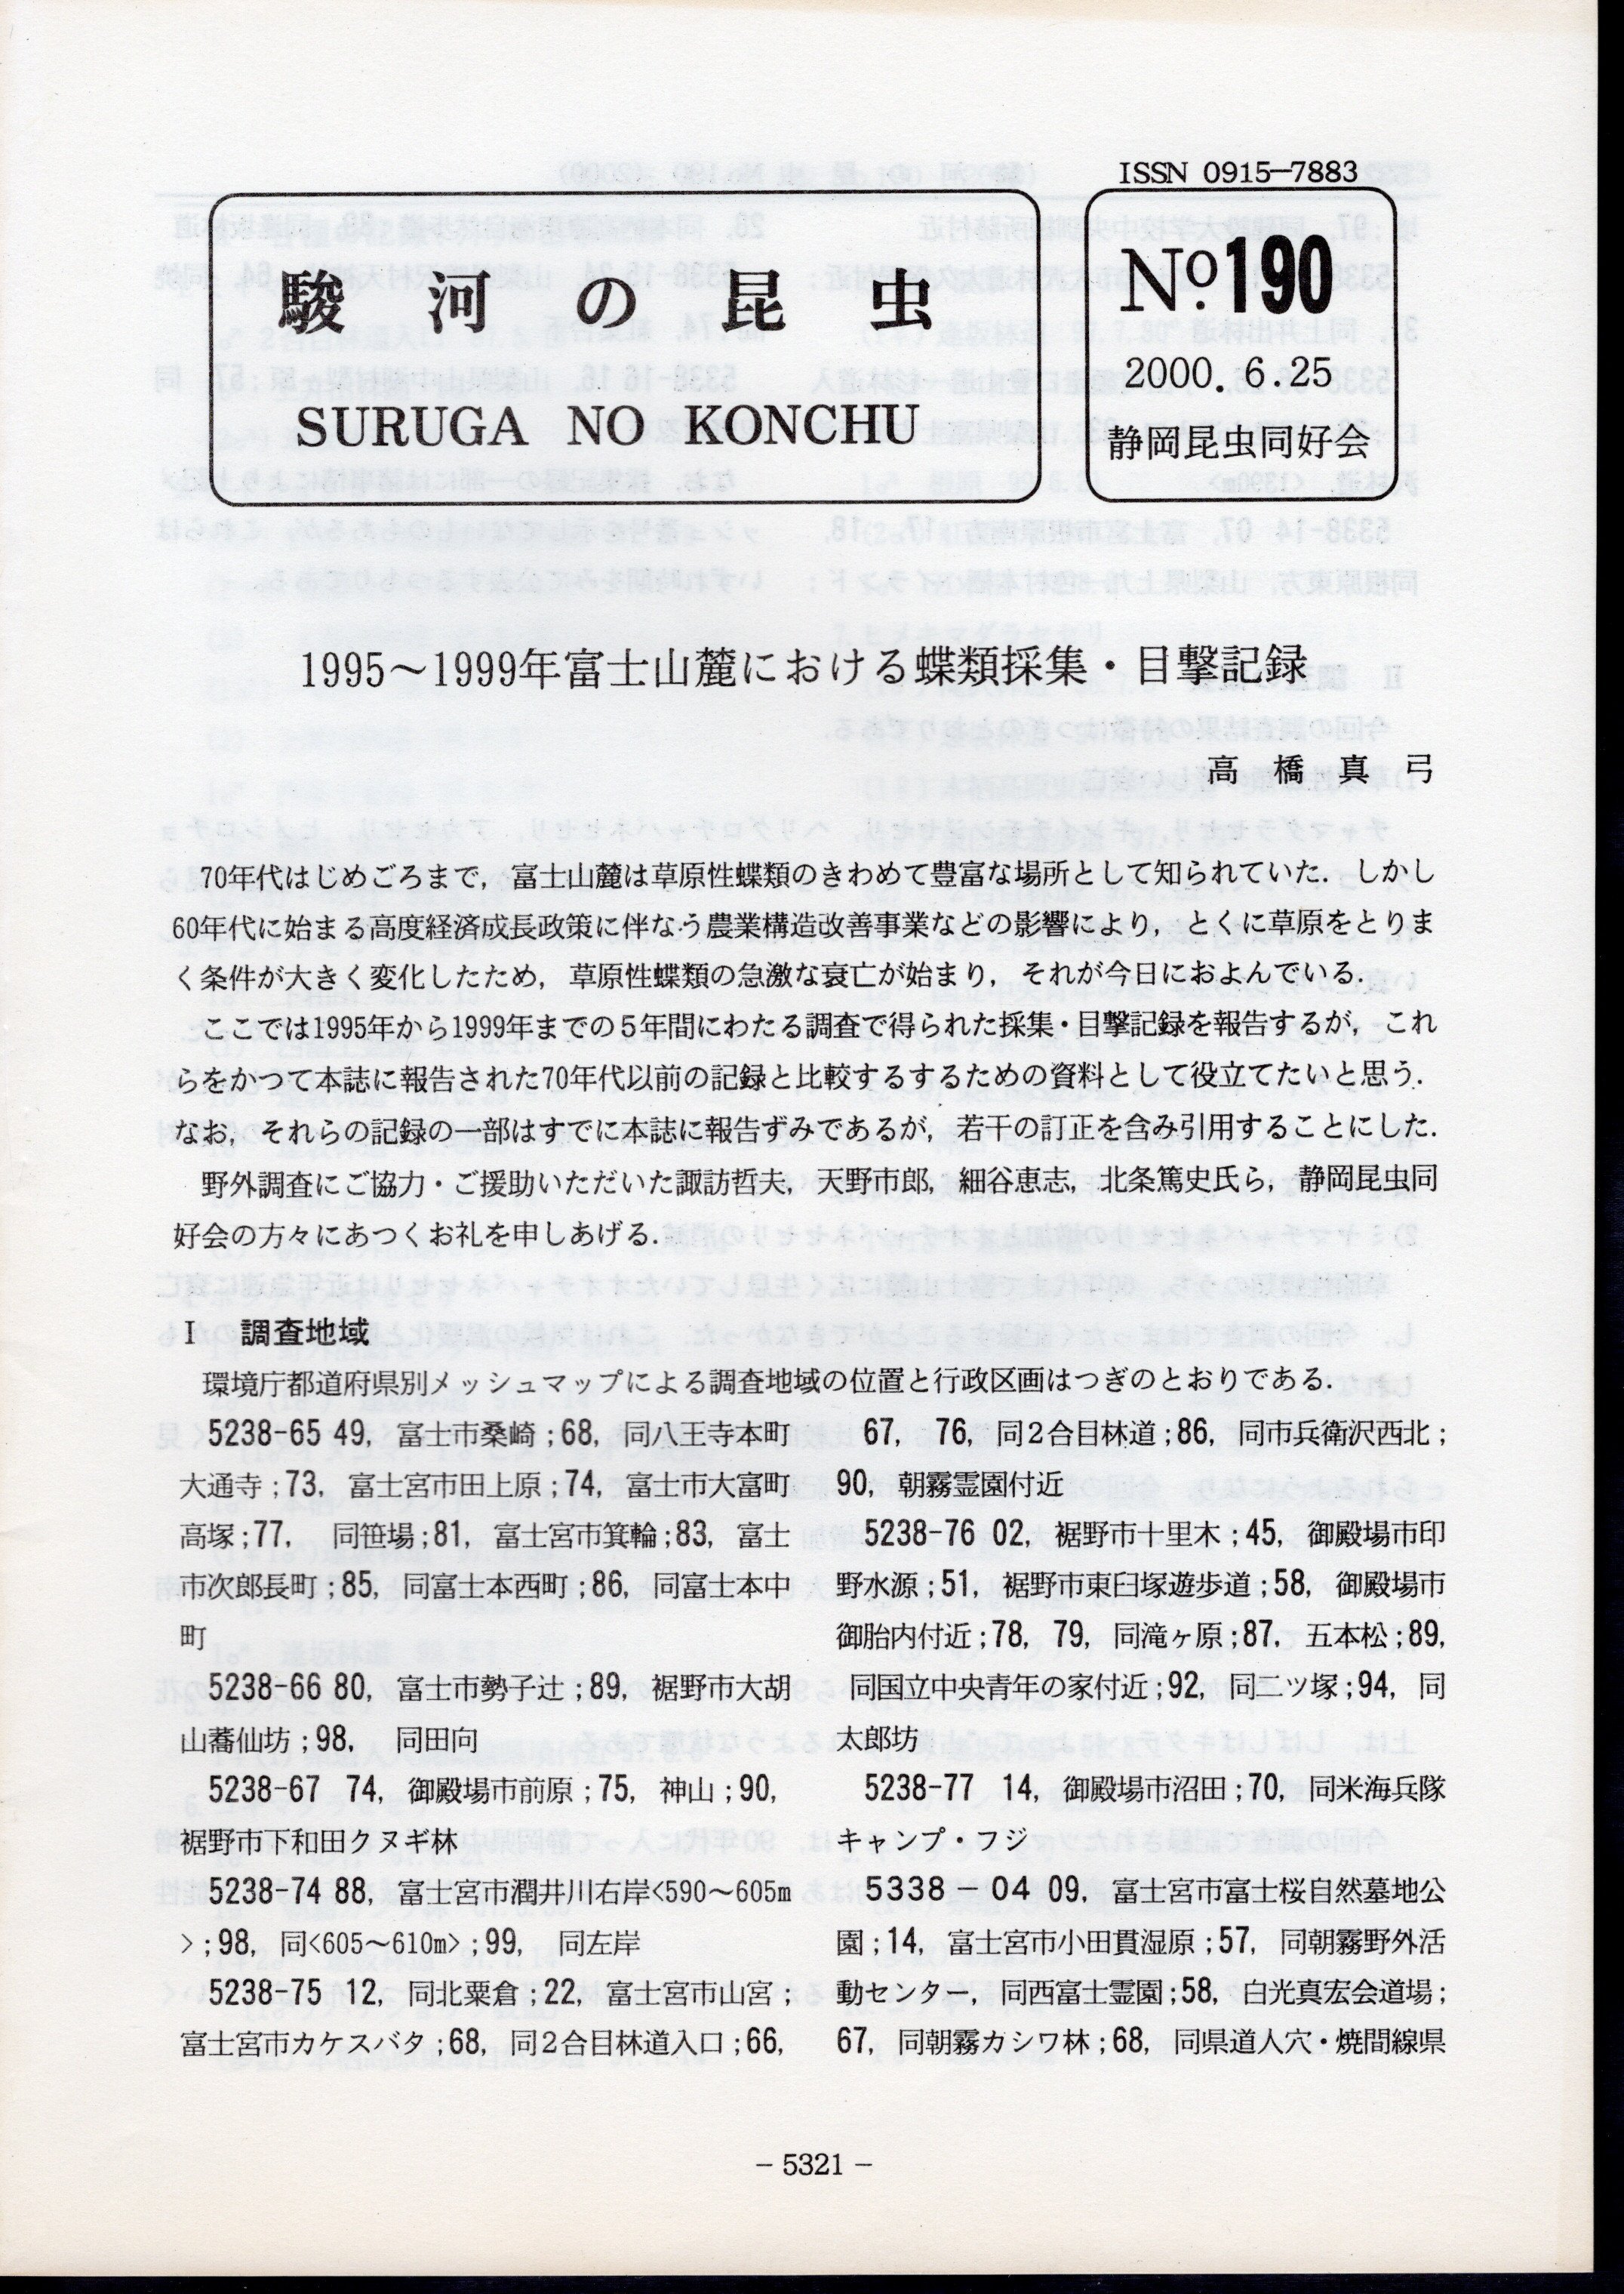 ISSN 0915-7883
駿河の昆虫
SURUGA NO KONCHU
No.190
2000. 6.25
静岡昆虫同好会
1995～1999年富士山麓における蝶類採集・目撃記録
高橋真弓
70年代はじめごろまで，富士山麓は草原性蝶類のきわめて豊富な場所として知られていた．しかし
60年代に始まる高度経済成長政策に伴なう農業構造改善事業などの影響により，とくに草原をとりま
く条件が大きく変化したため，草原性蝶類の急激な衰亡が始まり，それが今日におよんでいる．
ここでは1995年から1999年までの５年間にわたる調査で得られた採集・目撃記録を報告するが，これ
らをかつて本誌に報告された70年代以前の記録と比較するするための資料として役立てたいと思う．
なお，それらの記録の一部はすでに本誌に報告ずみであるが，若干の訂正を含み引用することにした．
野外調査にご協力・ご援助いただいた諏訪哲夫，天野市郎，細谷恵志，北条篤史氏ら，静岡昆虫同
好会の方々にあつくお礼を申しあげる．
Ⅰ 調査地域
環境庁都道府県別メッシュマップによる調査地域の位置と行政区画はつぎのとおりである．
5238-65 49，富士市桑崎；68，同八王寺本町
大通寺；73，富士宮市田上原；74，富士市大富町
高塚；77，同笹場；81，富士宮市箕輪；83，富士
市次郎長町；85，同富士本西町；86，同富士本中
町
5238-66 80，富士市勢子辻；89，裾野市大胡
山蕎仙坊；98，同田向
5238-67 74，御殿場市前原；75，神山；90，
裾野市下和田クヌギ林
5238-74 88，富士宮市潤井川右岸<590～605m
>；98，同<605～610m>；99，同左岸
5238-75 12，同北粟倉；22，富士宮市山宮；
富士宮市カケスバタ；68，同２合目林道入口；66，
67，76，同２合目林道；86，同市兵衛沢西北；
90，朝霧霊園付近
5238-76 02，裾野市十里木；45，御殿場市印
野水源；51，裾野市東臼塚遊歩道；58，御殿場市
御胎内付近；78，79，同滝ヶ原；87，五本松；89，
同国立中央青年の家付近；92，同二ツ塚；94，同
太郎坊
5238-77 14，御殿場市沼田；70，同米海兵隊
キャンプ・フジ
5338－04 09，富士宮市富士桜自然墓地公
園；14，富士宮市小田貫湿原；57，同朝霧野外活
動センター，同西富士霊園；58，白光真宏会道場；
67，同朝霧カシワ林；68，同県道人穴・焼間線県
－5321－